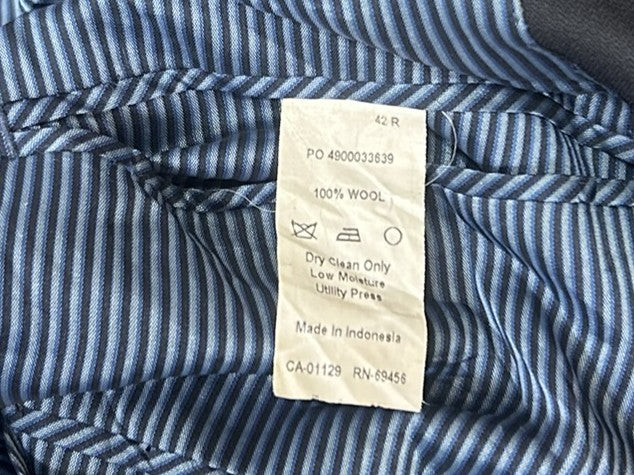 42 R
PO 4900033639
100% WOOL
Dry Clean Only
Low Moisture
Utility Press
Made In Indonesia
CA-01129 RN-69456